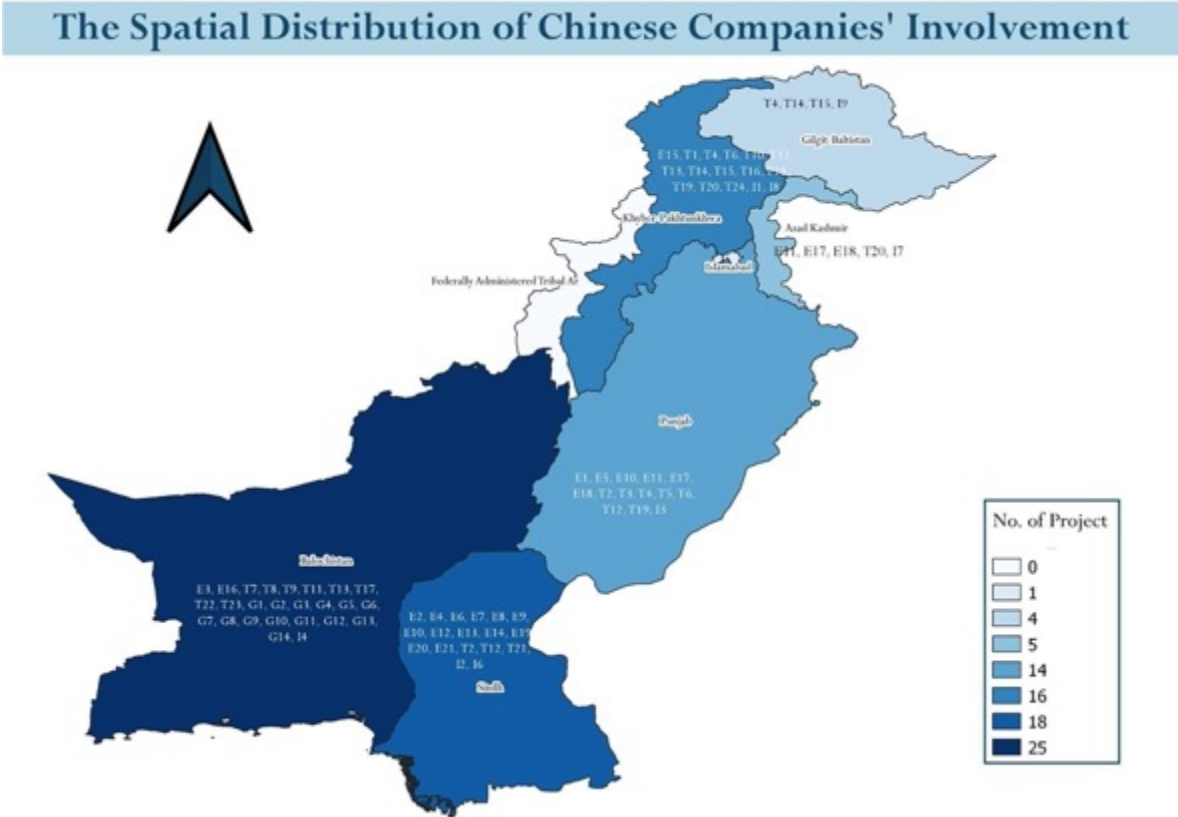 The Spatial Distribution of Chinese Companies' Involvement
T4, T14, T15, I9
Gilgit-Baltistan
E15, T1, T4, T6, T10,
T13, T14, T15, T16,
T19, T20, T24, I1, I8
Khyber-Pakhtunkhwa
Azad Kashmir
E11, E17, E18, T20, I7
Islamabad
Federally Administered Tribal Ar
Punjab
E1, E5, E10, E11, E17,
E18, T2, T3, T4, T5, T6,
T12, T19, I3
Balochistan
E3, E16, T7, T8, T9, T11, T13, T17,
T22, T23, G1, G2, G3, G4, G5, G6,
G7, G8, G9, G10, G11, G12, G13,
G14, I4
E2, E4, E6, E7, E8, E9,
E10, E12, E13, E14, E19
E20, E21, T2, T12, T21,
I2, I6
Sindh
No. of Project
0
1
4
5
14
16
18
25